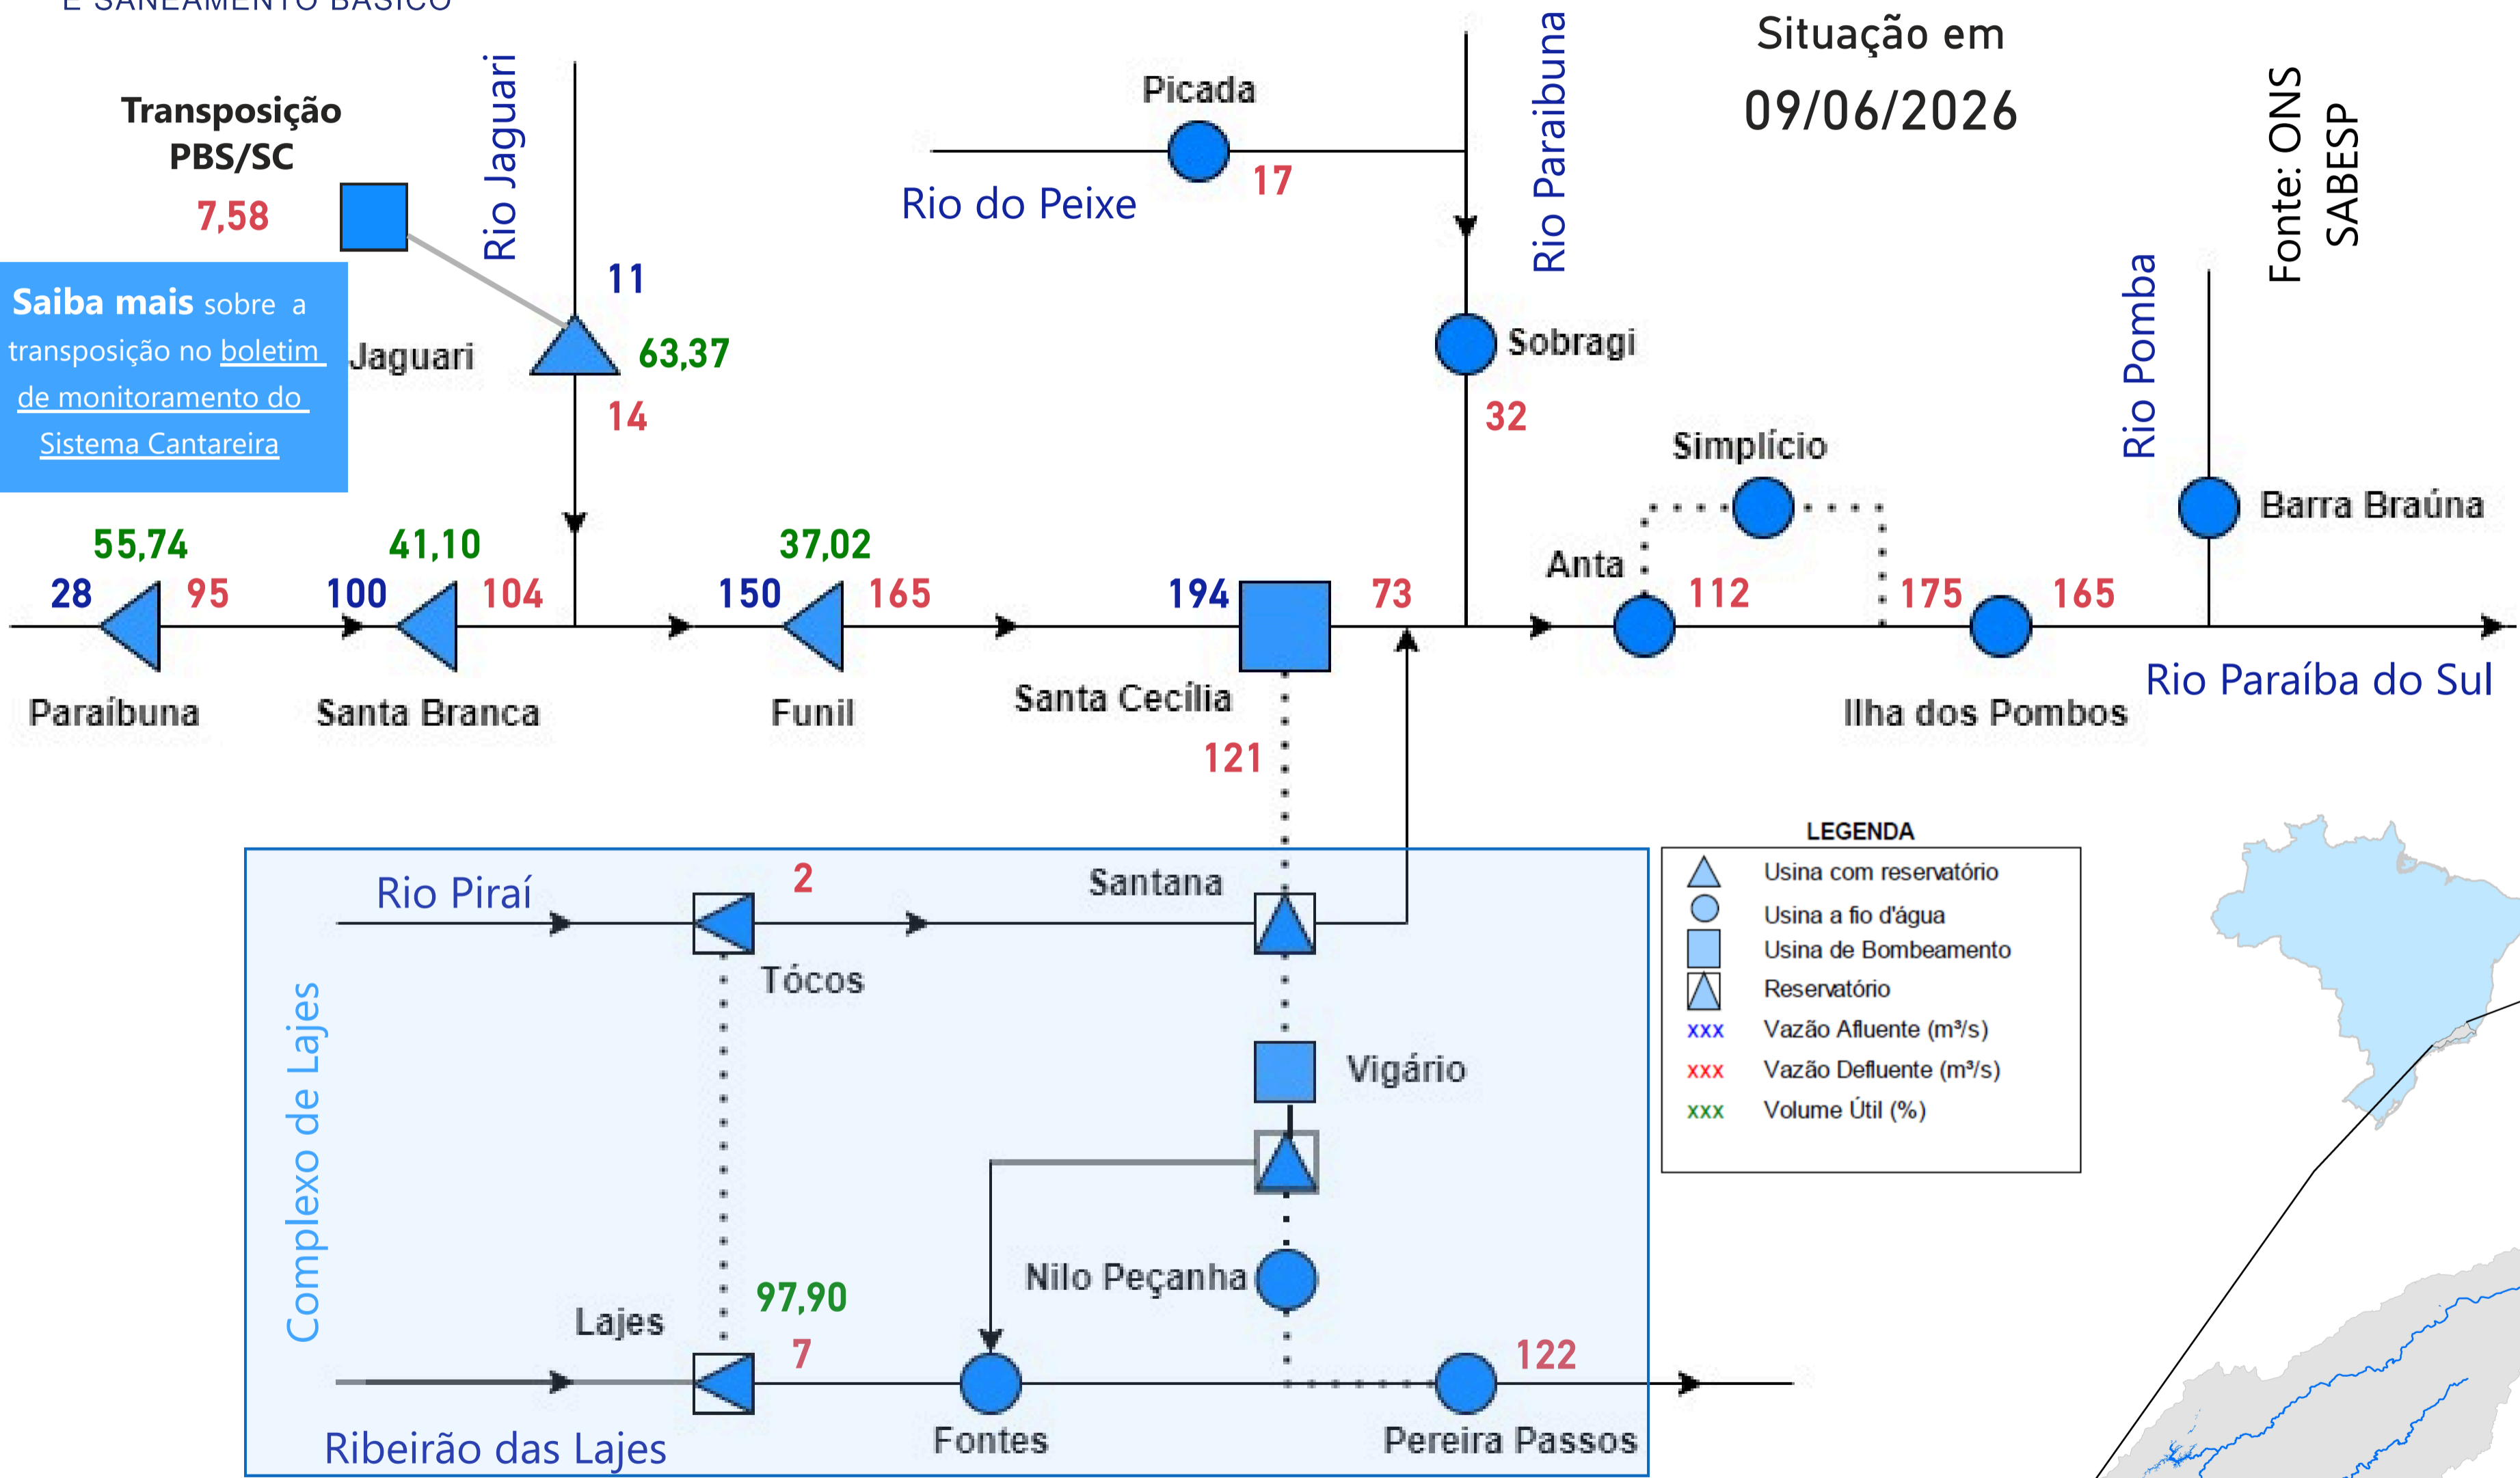 E SANEAMENTO BÁSICO
Situação em
09/06/2026
Fonte: ONS
SABESP
Transposição
PBS/SC
7,58
Rio Jaguari
Picada
17
Rio do Peixe
Rio Paraibuna
Saiba mais sobre a
transposição no boletim
de monitoramento do
Sistema Cantareira
11
Jaguari
63,37
14
Sobragi
32
Simplício
Rio Pomba
Barra Braúna
55,74
41,10
37,02
Anta
28
95
100
104
150
165
194
73
112
175
165
Paraíbuna
Santa Branca
Funil
Santa Cecília
Ilha dos Pombos
Rio Paraíba do Sul
121
Complexo de Lajes
Rio Piraí
2
Santana
Tócos
Vigário
Nilo Peçanha
97,90
Lajes
7
122
Ribeirão das Lajes
Fontes
Pereira Passos
LEGENDA
Usina com reservatório
Usina a fio d'água
Usina de Bombeamento
Reservatório
xxx Vazão Afluente (m³/s)
xxx Vazão Defluente (m³/s)
xxx Volume Útil (%)